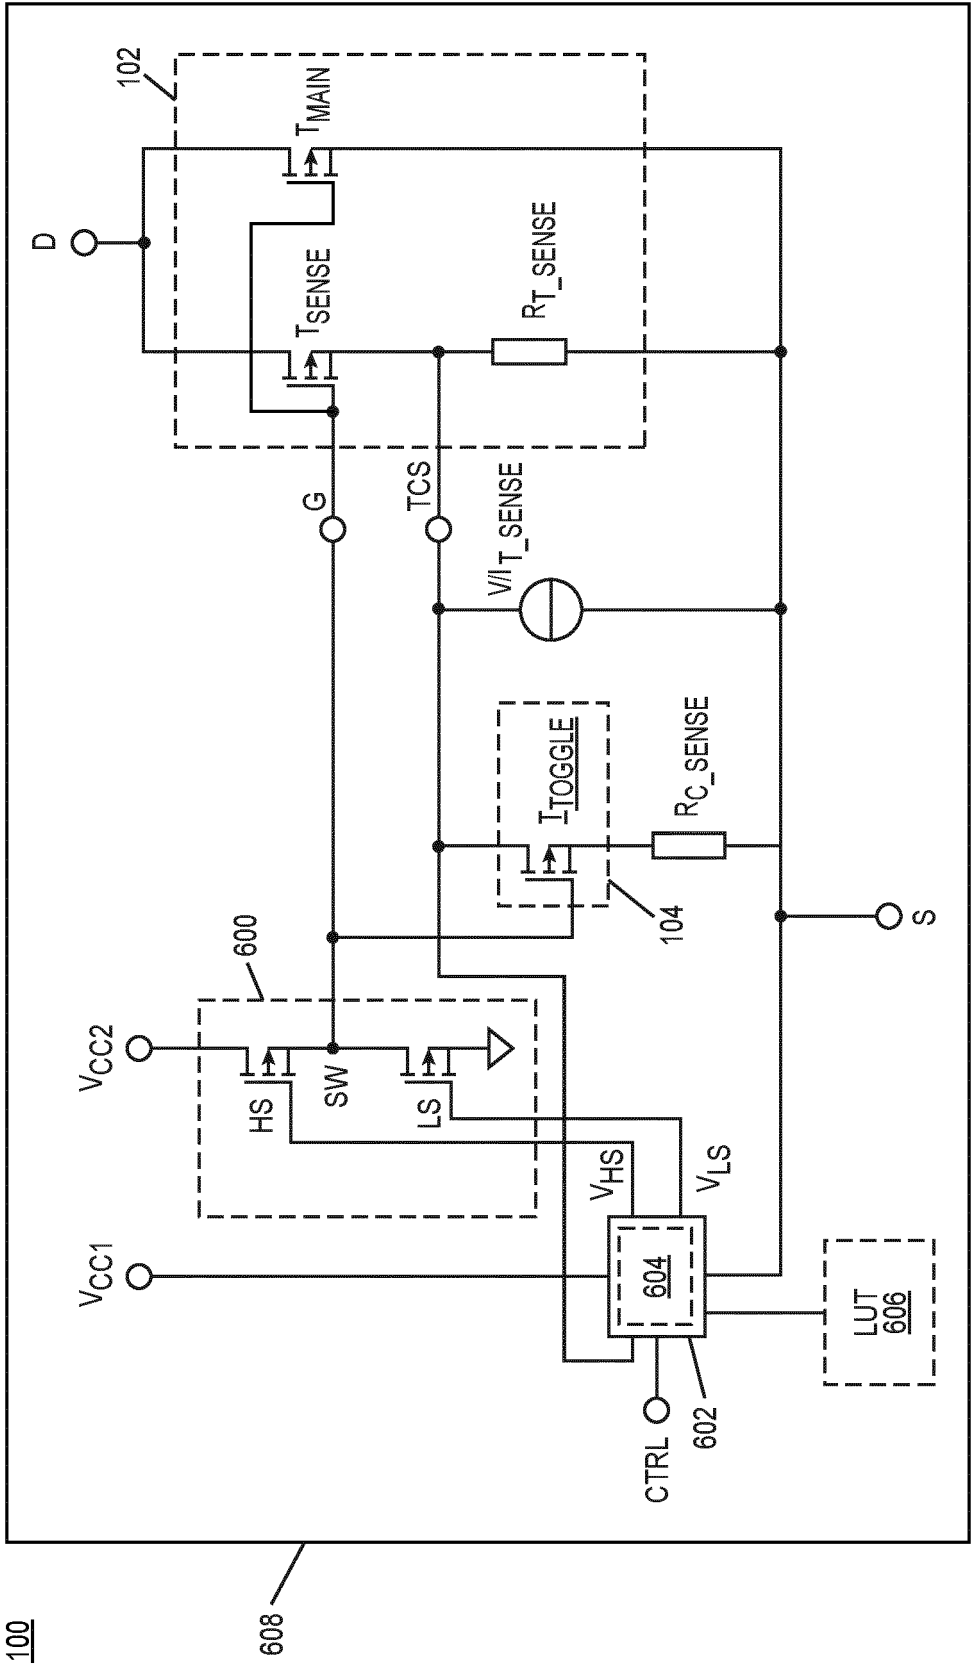 100
608
VCC1
VCC2
600
D
102
HS
SW
LS
G
TCS
TSENSE
TMAIN
V/IT_SENSE
RT_SENSE
TTOGGLE
104
RC_SENSE
VHS
VLS
604
602
CTRL
LUT
606
S